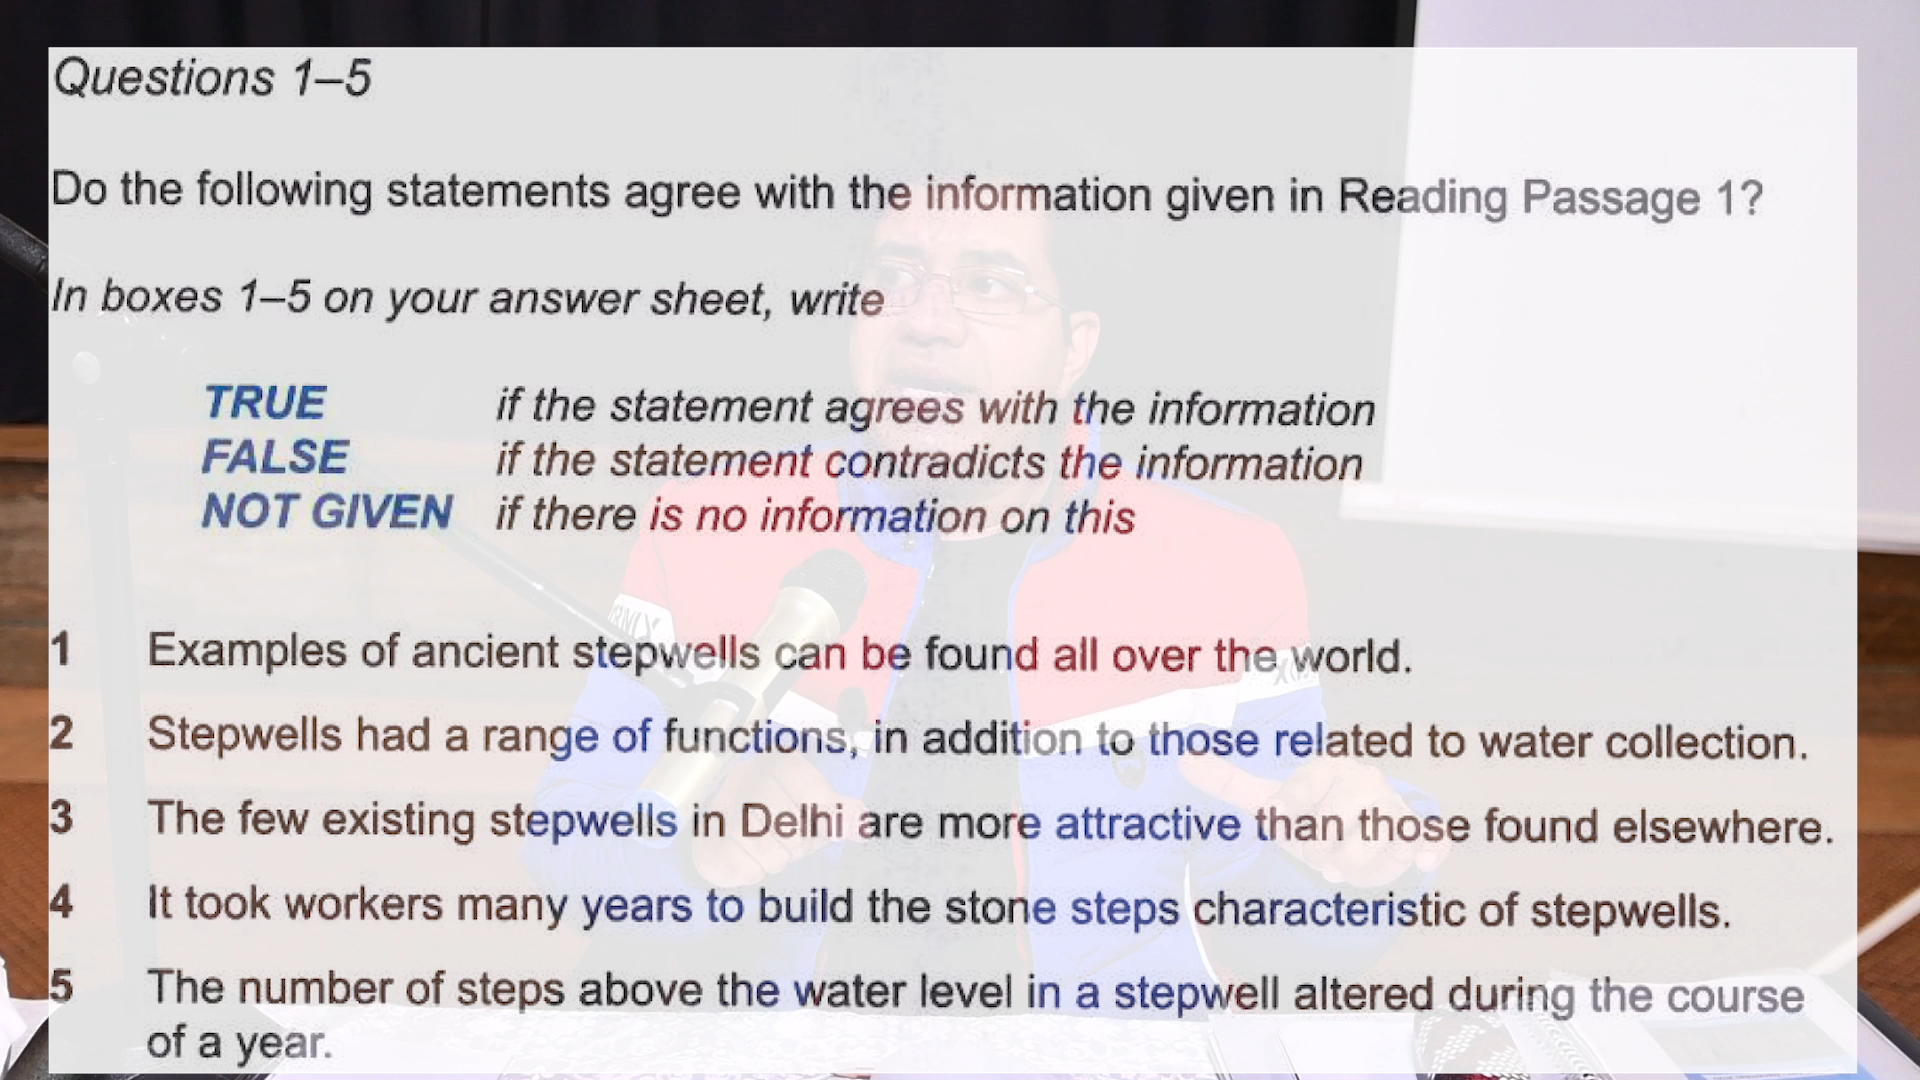 Questions 1–5
Do the following statements agree with the information given in Reading Passage 1?
In boxes 1–5 on your answer sheet, write
TRUE if the statement agrees with the information
FALSE if the statement contradicts the information
NOT GIVEN if there is no information on this
1 Examples of ancient stepwells can be found all over the world.
2 Stepwells had a range of functions, in addition to those related to water collection.
3 The few existing stepwells in Delhi are more attractive than those found elsewhere.
4 It took workers many years to build the stone steps characteristic of stepwells.
5 The number of steps above the water level in a stepwell altered during the course
of a year.